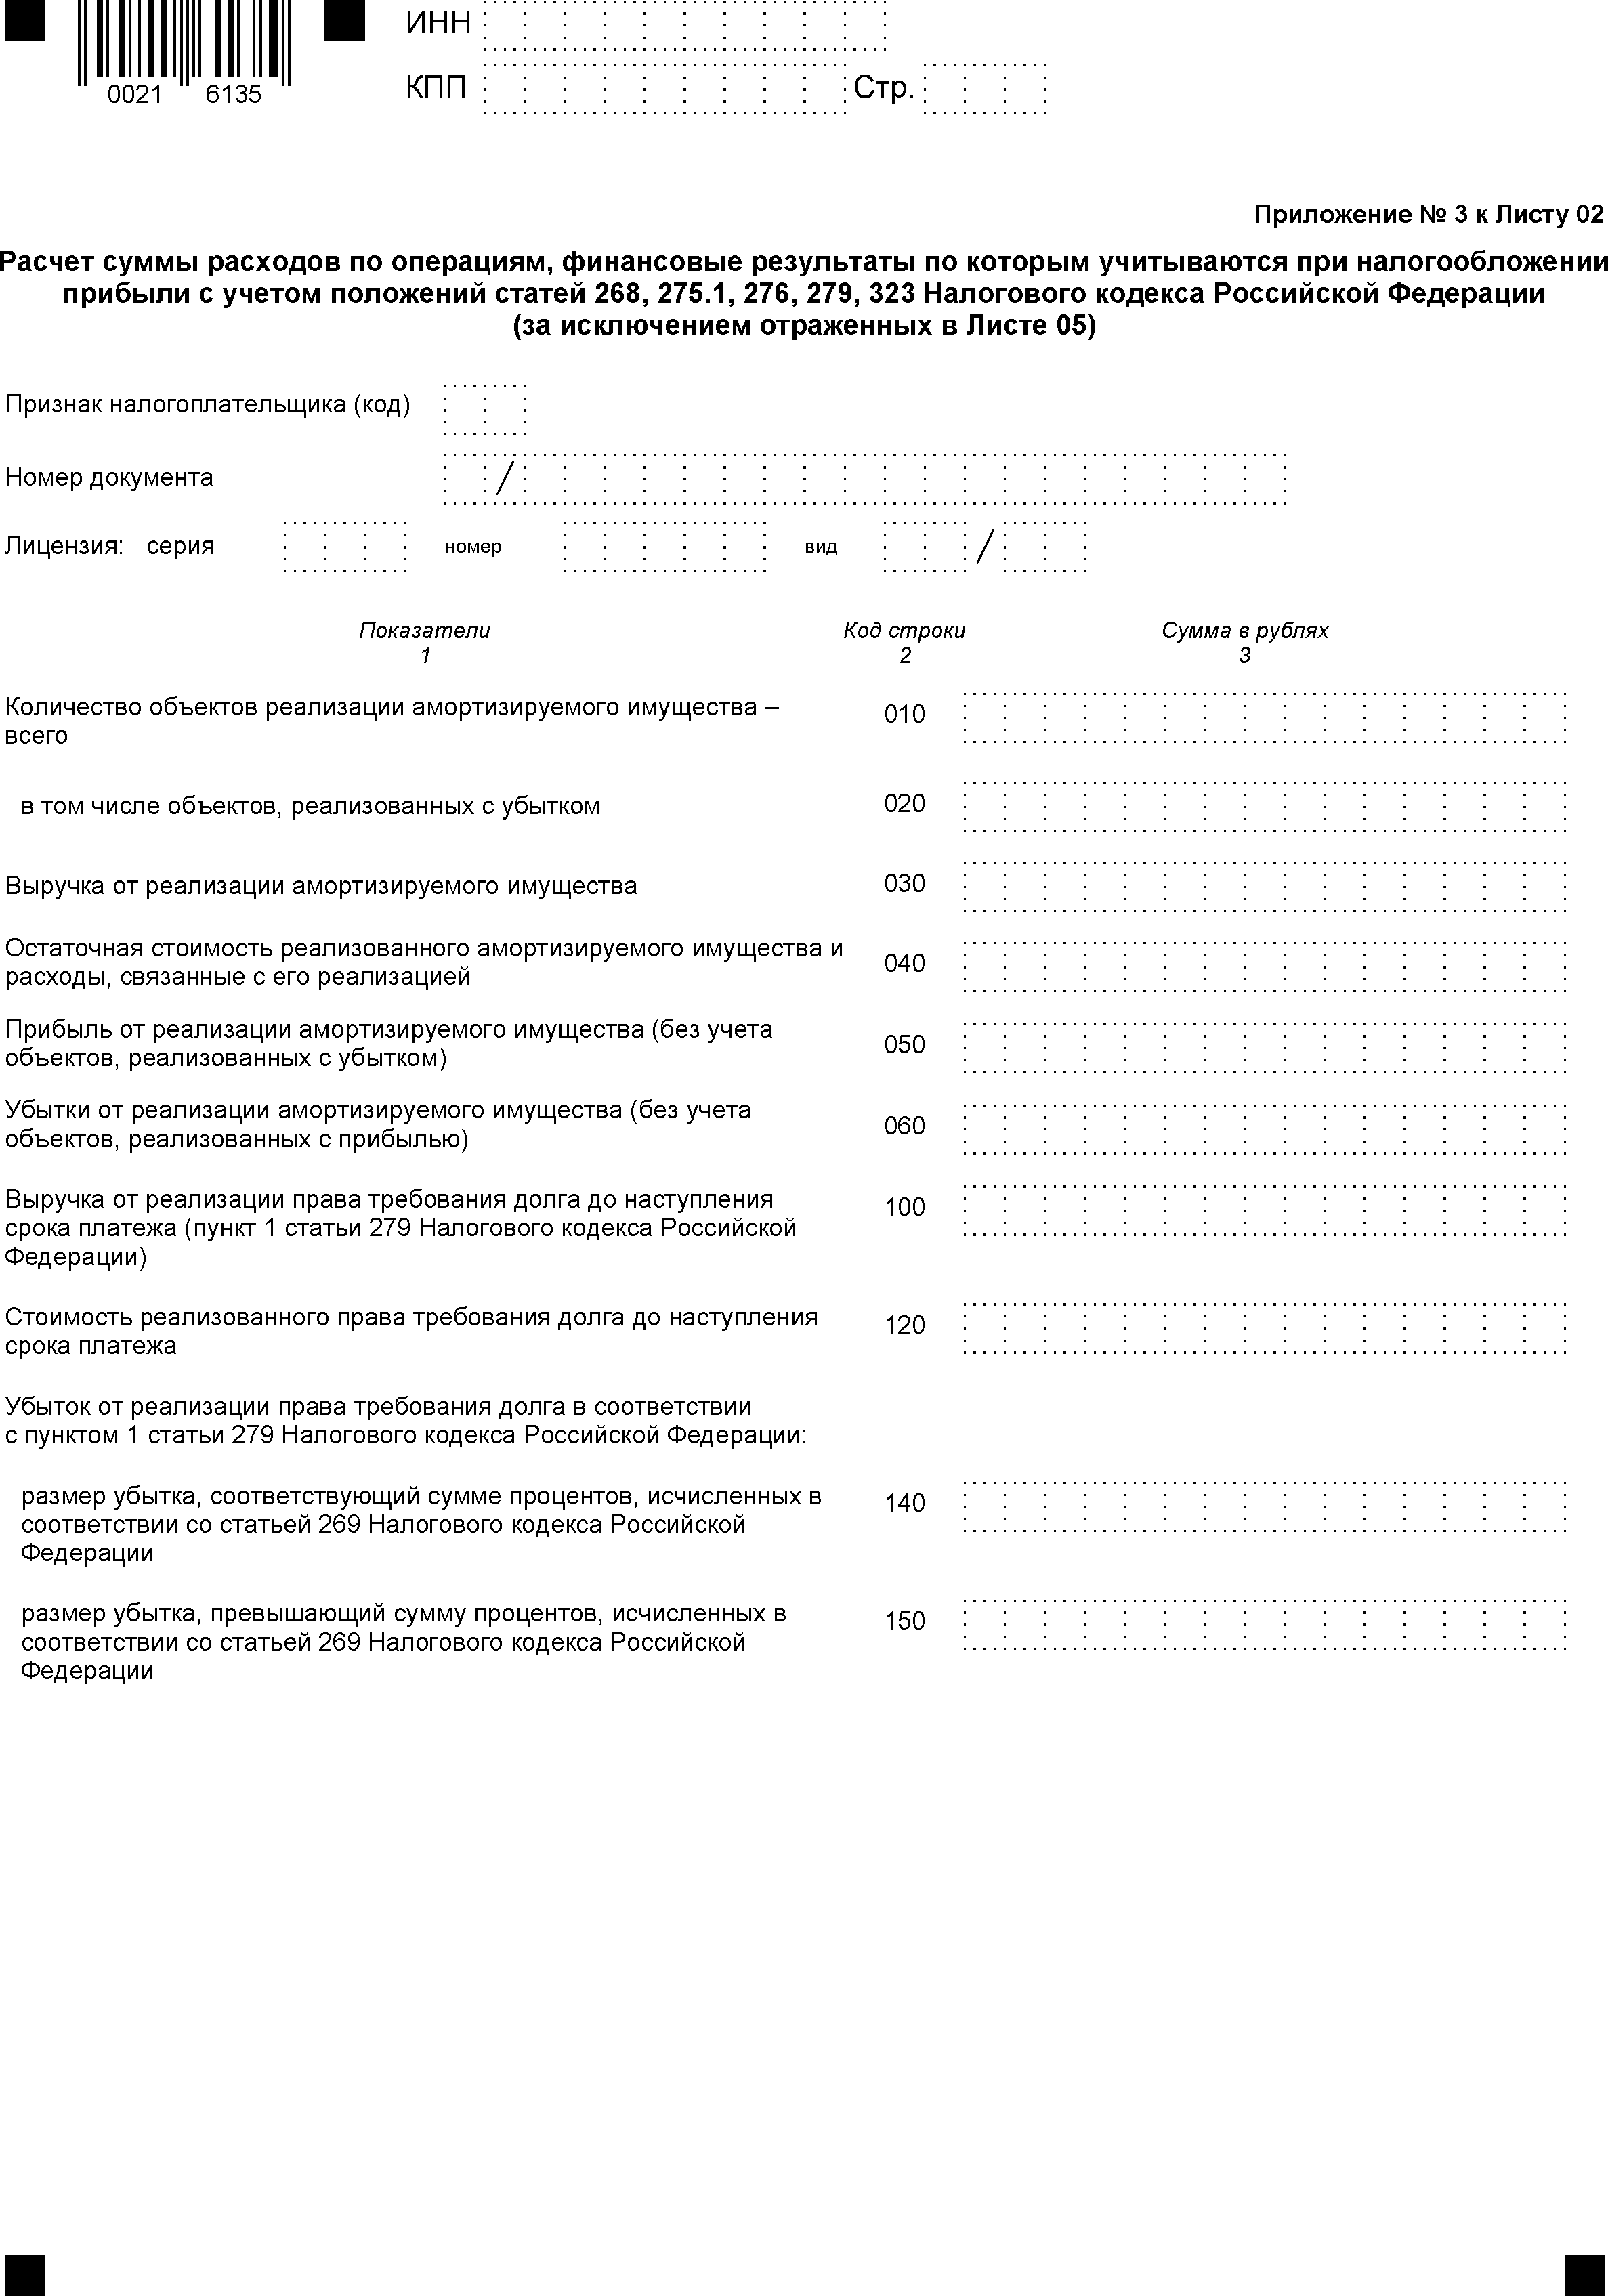 ИНН
0021 6135
КПП Стр.
Приложение № 3 к Листу 02
Расчет суммы расходов по операциям, финансовые результаты по которым учитываются при налогообложении
прибыли с учетом положений статей 268, 275.1, 276, 279, 323 Налогового кодекса Российской Федерации
(за исключением отраженных в Листе 05)
Признак налогоплательщика (код)
Номер документа /
Лицензия: серия номер вид /
Показатели Код строки Сумма в рублях
1 2 3
Количество объектов реализации амортизируемого имущества – 010
всего
в том числе объектов, реализованных с убытком 020
Выручка от реализации амортизируемого имущества 030
Остаточная стоимость реализованного амортизируемого имущества и 040
расходы, связанные с его реализацией
Прибыль от реализации амортизируемого имущества (без учета 050
объектов, реализованных с убытком)
Убытки от реализации амортизируемого имущества (без учета 060
объектов, реализованных с прибылью)
Выручка от реализации права требования долга до наступления 100
срока платежа (пункт 1 статьи 279 Налогового кодекса Российской
Федерации)
Стоимость реализованного права требования долга до наступления 120
срока платежа
Убыток от реализации права требования долга в соответствии
с пунктом 1 статьи 279 Налогового кодекса Российской Федерации:
размер убытка, соответствующий сумме процентов, исчисленных в 140
соответствии со статьей 269 Налогового кодекса Российской
Федерации
размер убытка, превышающий сумму процентов, исчисленных в 150
соответствии со статьей 269 Налогового кодекса Российской
Федерации